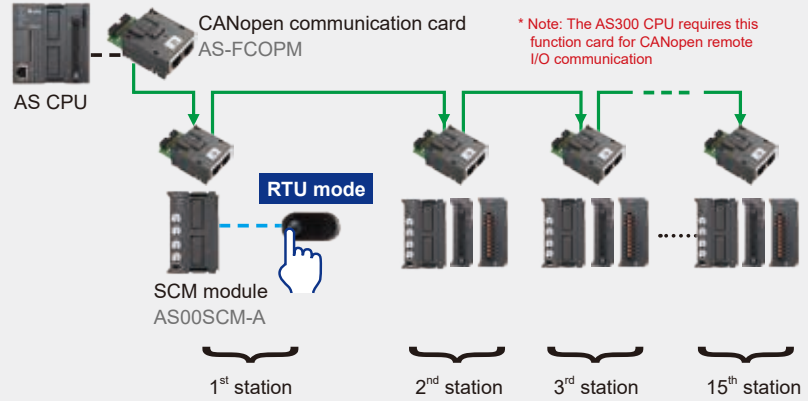 CANopen communication card
AS-FCOPM
* Note: The AS300 CPU requires this
function card for CANopen remote
I/O communication
AS CPU
RTU mode
SCM module
AS00SCM-A
1st station
2nd station
3rd station
15th station